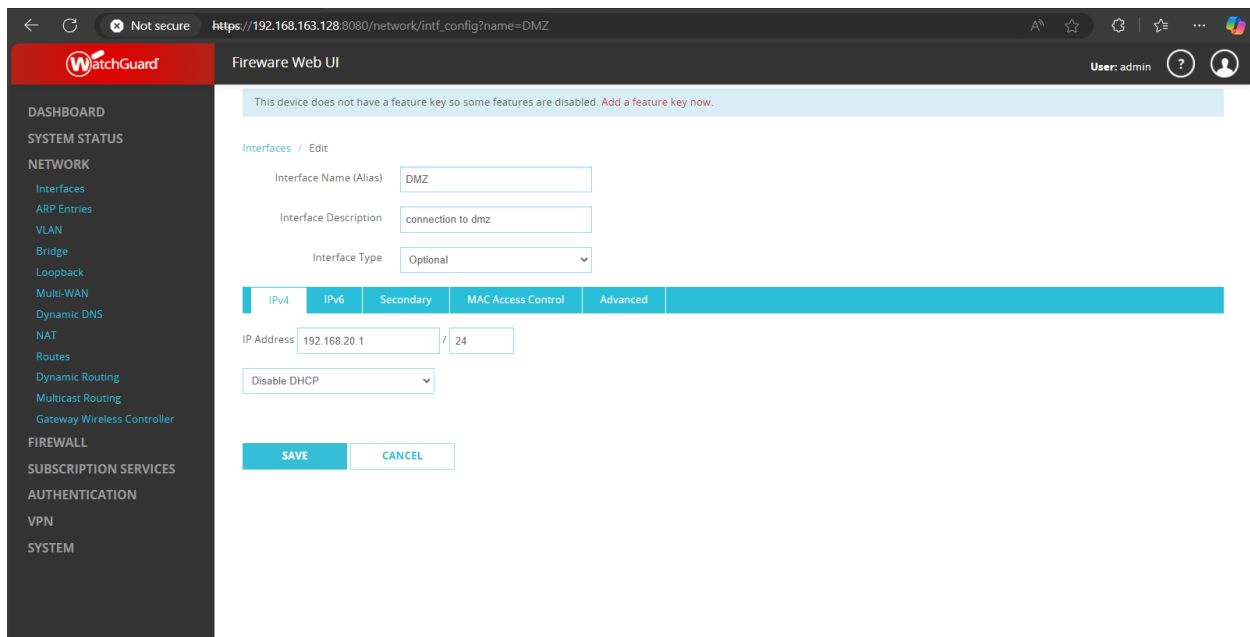 Not secure https://192.168.163.128:8080/network/intf_config?name=DMZ
WatchGuard Fireware Web UI User: admin ?
This device does not have a feature key so some features are disabled. Add a feature key now.
DASHBOARD
SYSTEM STATUS
NETWORK
Interfaces
ARP Entries
VLAN
Bridge
Loopback
Multi-WAN
Dynamic DNS
NAT
Routes
Dynamic Routing
Multicast Routing
Gateway Wireless Controller
FIREWALL
SUBSCRIPTION SERVICES
AUTHENTICATION
VPN
SYSTEM
Interfaces / Edit
Interface Name (Alias) DMZ
Interface Description connection to dmz
Interface Type Optional
IPv4 IPv6 Secondary MAC Access Control Advanced
IP Address 192.168.20.1 / 24
Disable DHCP
SAVE CANCEL